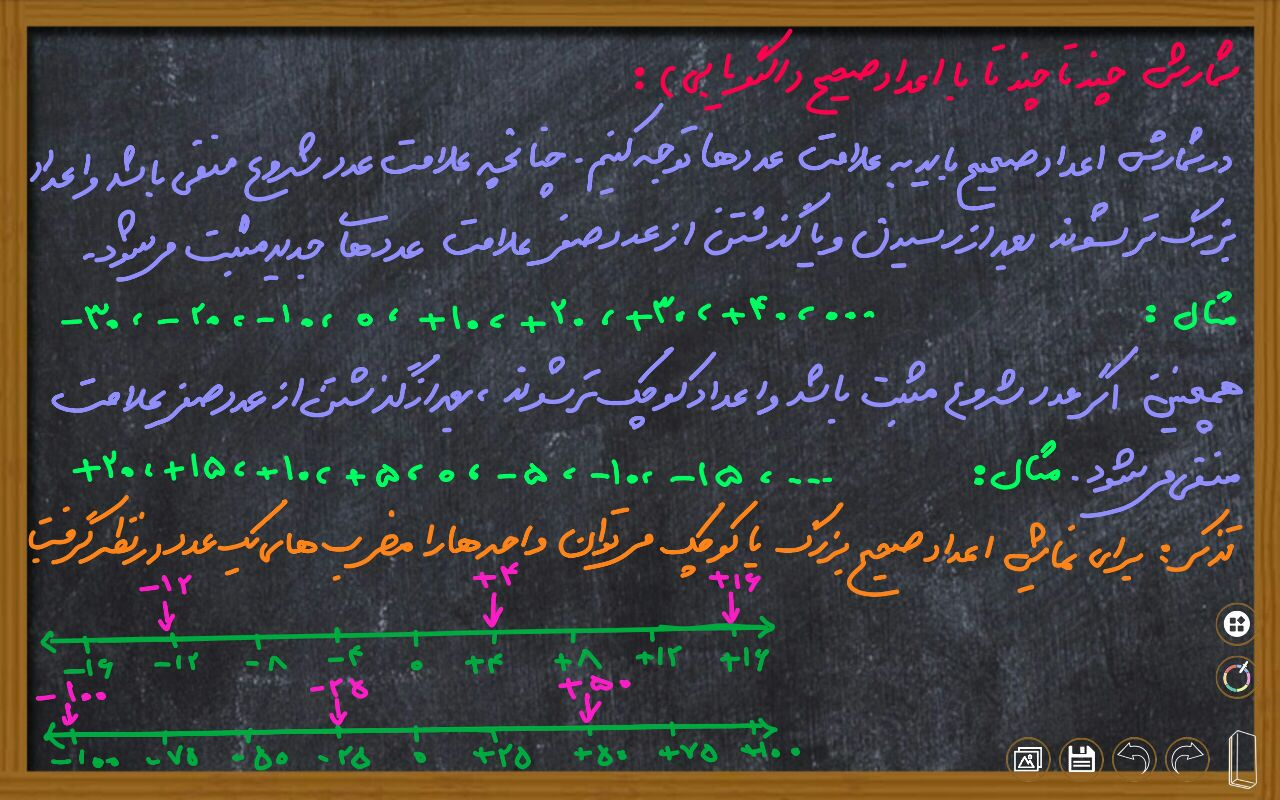 شمارش چند تا چند تا با اعداد صحیح (الگویابی) :
در شمارش اعداد صحیح باید به علامت عددها توجه کنیم. چنانچه علامت عدد شروع منفی باشد و اعداد
بزرگ تر شوند بعد از رسیدن و یا گذشتن از عدد صفر علامت عددهای جدید مثبت می‌شود.
مثال : -۳۰، -۲۰، -۱۰، ۰، +۱۰، +۲۰، +۳۰، +۴۰، ...
همچنین اگر عدد شروع مثبت باشد و اعداد کوچک تر شوند، بعد از گذشتن از عدد صفر علامت
منفی می‌شود. مثال: +۲۰، +۱۵، +۱۰، +۵، ۰، -۵، -۱۰، -۱۵، ...
تذکر: برای نمایش اعداد صحیح بزرگ یا کوچک می‌توان واحدها را مضرب های یک عدد در نظر گرفت
-۱۲ +۴ +۱۶
-۱۶ -۱۲ -۸ -۴ ۰ +۴ +۸ +۱۲ +۱۶
-۱۰۰ -۲۵ +۵۰
-۱۰۰ -۷۵ -۵۰ -۲۵ ۰ +۲۵ +۵۰ +۷۵ +۱۰۰